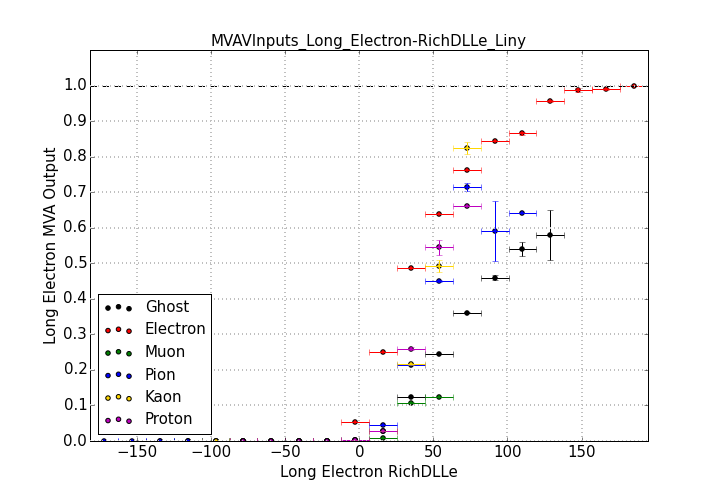 MVAVInputs_Long_Electron-RichDLLe_Liny
Long Electron MVA Output
1.0
0.9
0.8
0.7
0.6
0.5
0.4
0.3
0.2
0.1
0.0
Ghost
Electron
Muon
Pion
Kaon
Proton
−150
−100
−50
0
50
100
150
Long Electron RichDLLe